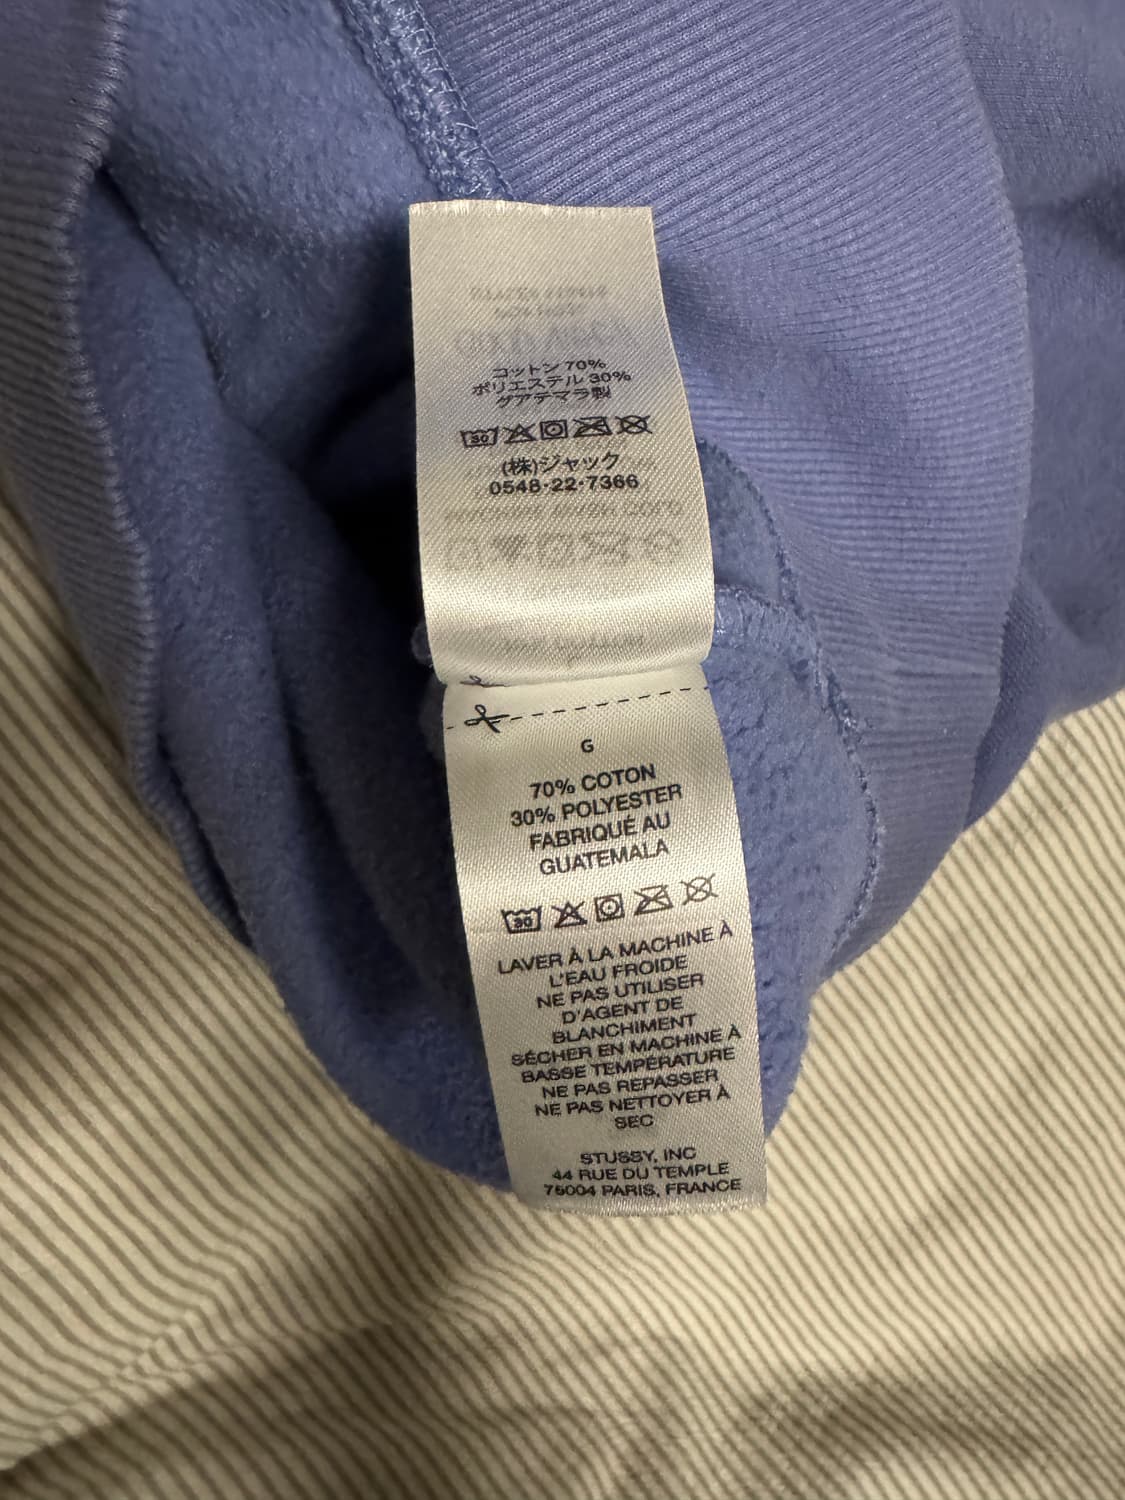 コットン 70%
ポリエステル 30%
グアテマラ製
30
(株)ジャック
0548-22-7366
G
70% COTON
30% POLYESTER
FABRIQUÉ AU
GUATEMALA
30
LAVER À LA MACHINE À
L'EAU FROIDE
NE PAS UTILISER
D'AGENT DE
BLANCHIMENT
SÉCHER EN MACHINE À
BASSE TEMPÉRATURE
NE PAS REPASSER
NE PAS NETTOYER À
SEC
STUSSY, INC
44 RUE DU TEMPLE
75004 PARIS, FRANCE